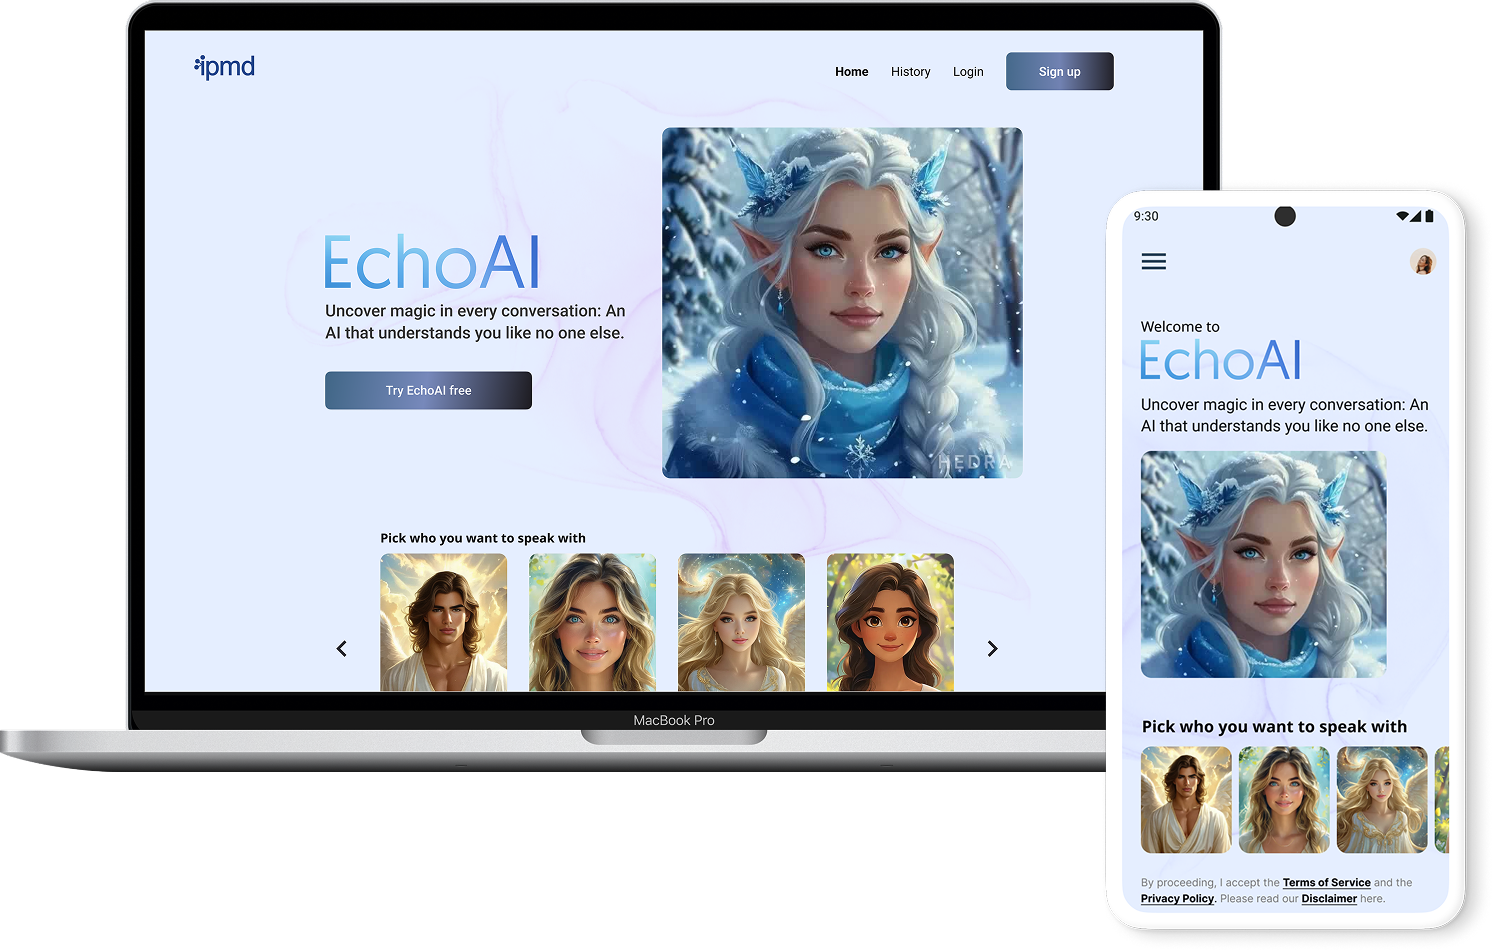 ipmd
Home History Login Sign up
EchoAI
Uncover magic in every conversation: An
AI that understands you like no one else.
Try EchoAI free
HEDRA
Pick who you want to speak with
MacBook Pro
9:30
Welcome to
EchoAI
Uncover magic in every conversation: An
AI that understands you like no one else.
Pick who you want to speak with
By proceeding, I accept the Terms of Service and the
Privacy Policy. Please read our Disclaimer here.